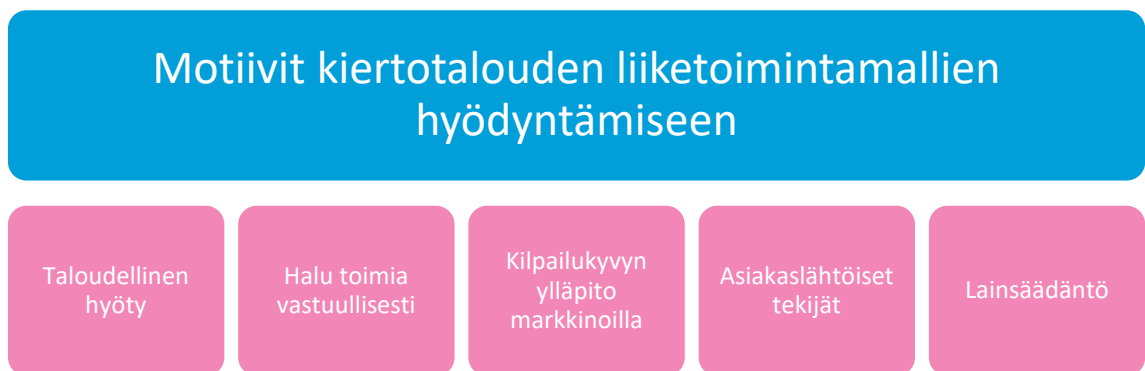 Motiivit kiertotalouden liiketoimintamallien
hyödyntämiseen
Taloudellinen
hyöty
Halu toimia
vastuullisesti
Kilpailukyvyn
ylläpito
markkinoilla
Asiakaslähtöiset
tekijät
Lainsäädäntö